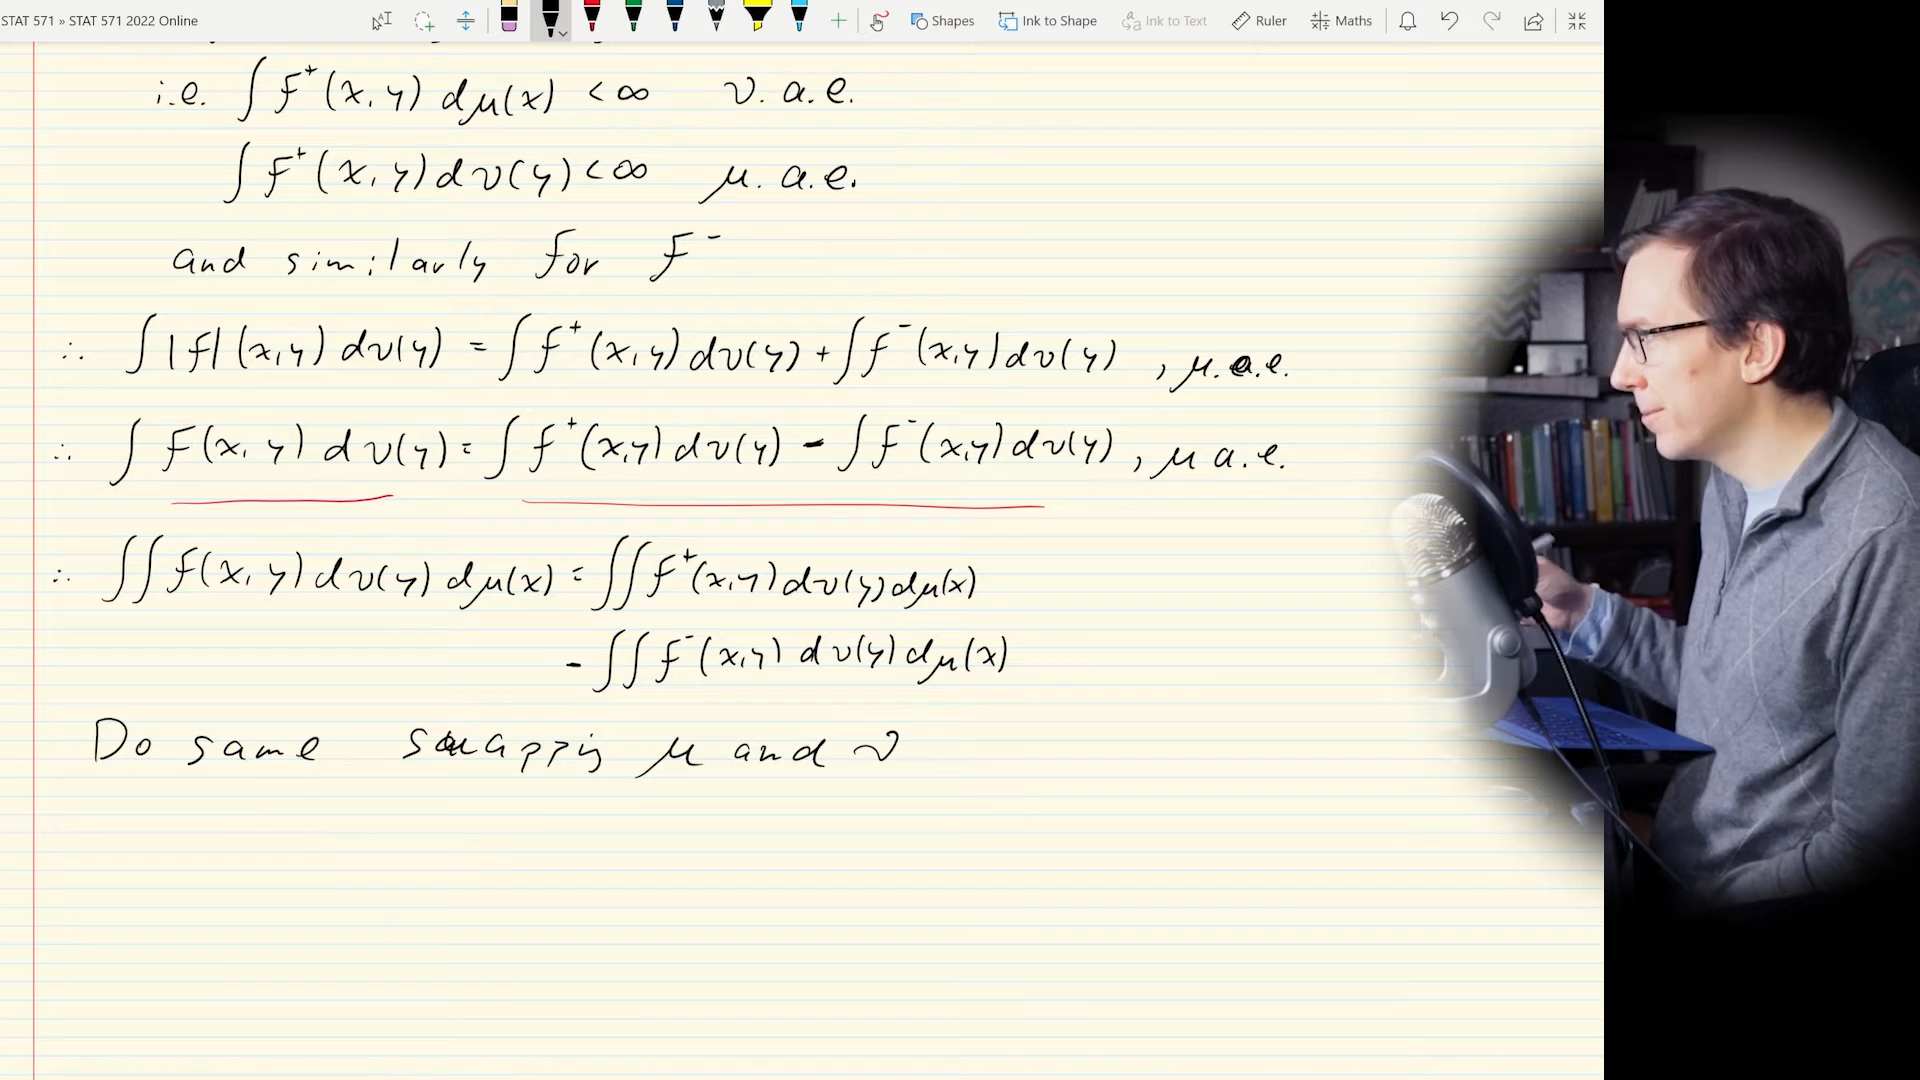 STAT 571 » STAT 571 2022 Online
Shapes Ink to Shape Ink to Text Ruler Maths
i.e. ∫ f⁺(x,y) dμ(x) < ∞ ν. a.e.
∫ f⁺(x,y) dν(y) < ∞ μ. a.e.
and similarly for f⁻
∴ ∫ |f|(x,y) dν(y) = ∫ f⁺(x,y) dν(y) + ∫ f⁻(x,y) dν(y) , μ. a.e.
∴ ∫ f(x,y) dν(y) = ∫ f⁺(x,y) dν(y) - ∫ f⁻(x,y) dν(y) , μ a.e.
∴ ∫∫ f(x,y) dν(y) dμ(x) = ∫∫ f⁺(x,y) dν(y) dμ(x)
- ∫∫ f⁻(x,y) dν(y) dμ(x)
Do same swapping μ and ν